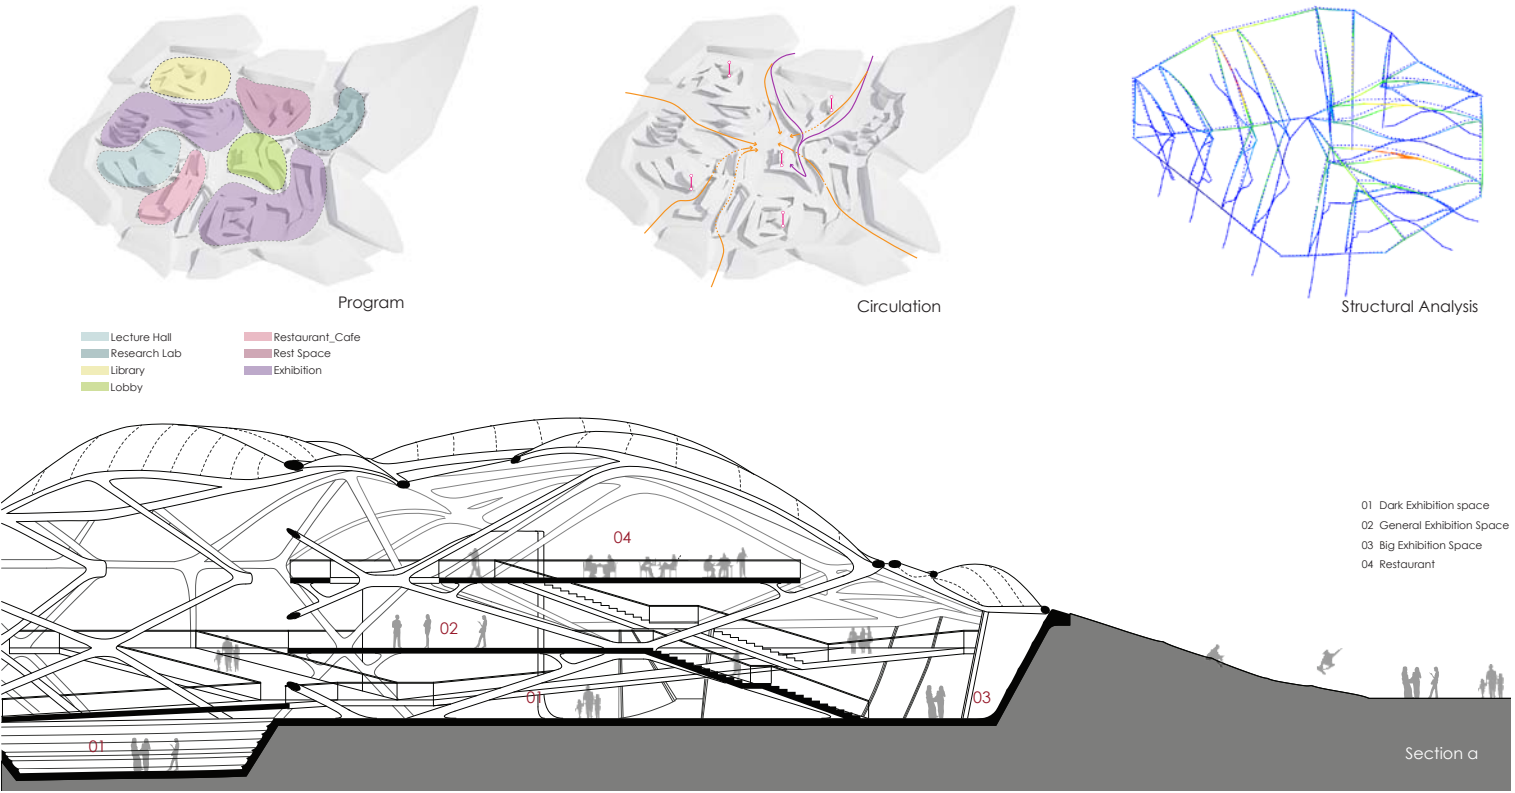 Program
Circulation
Structural Analysis
Lecture Hall
Research Lab
Library
Lobby
Restaurant_Cafe
Rest Space
Exhibition
01 Dark Exhibition space
02 General Exhibition Space
03 Big Exhibition Space
04 Restaurant
04
02
01
03
01
Section a